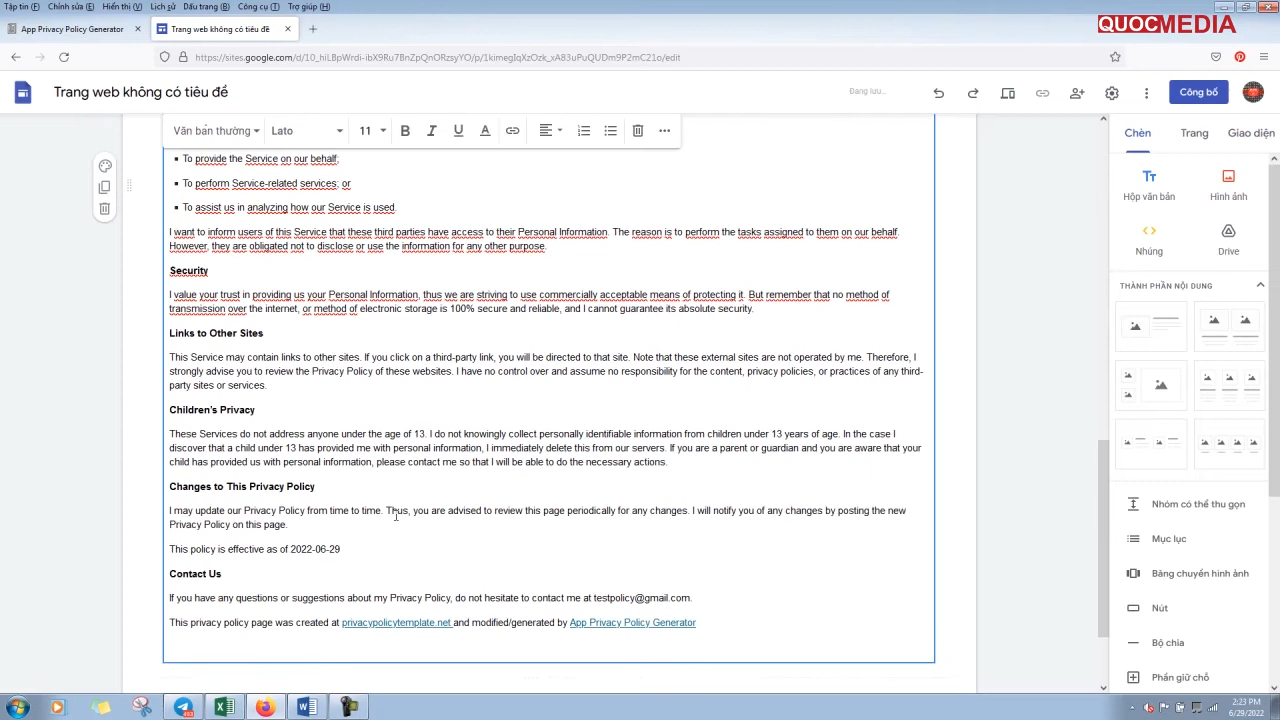 Tập tin (F) Chỉnh sửa (E) Hiển thị (V) Lịch sử Dấu trang (B) Công cụ (S) Trợ giúp (H)
QUOCMEDIA
App Privacy Policy Generator
Trang web không có tiêu đề
Trang web không có tiêu đề
Đang lưu...
Công bố
Văn bản thường
Lato
11
Chèn
Trang
Giao diện
• To provide the Service on our behalf;
• To perform Service-related services; or
• To assist us in analyzing how our Service is used.
I want to inform users of this Service that these third parties have access to their Personal Information. The reason is to perform the tasks assigned to them on our behalf.
However, they are obligated not to disclose or use the information for any other purpose.
Security
I value your trust in providing us your Personal Information; thus we are striving to use commercially acceptable means of protecting it. But remember that no method of
transmission over the internet, or method of electronic storage is 100% secure and reliable, and I cannot guarantee its absolute security.
Links to Other Sites
This Service may contain links to other sites. If you click on a third-party link, you will be directed to that site. Note that these external sites are not operated by me. Therefore, I
strongly advise you to review the Privacy Policy of these websites. I have no control over and assume no responsibility for the content, privacy policies, or practices of any third-
party sites or services.
Children's Privacy
These Services do not address anyone under the age of 13. I do not knowingly collect personally identifiable information from children under 13 years of age. In the case I
discover that a child under 13 has provided me with personal information, I immediately delete this from our servers. If you are a parent or guardian and you are aware that your
child has provided us with personal information, please contact me so that I will be able to do the necessary actions.
Changes to This Privacy Policy
I may update our Privacy Policy from time to time. Thus, you are advised to review this page periodically for any changes. I will notify you of any changes by posting the new
Privacy Policy on this page.
This policy is effective as of 2022-06-29
Contact Us
If you have any questions or suggestions about my Privacy Policy, do not hesitate to contact me at testpolicy@gmail.com.
This privacy policy page was created at privacypolicytemplate.net and modified/generated by App Privacy Policy Generator
Hộp văn bản
Hình ảnh
Nhúng
Drive
THÀNH PHẦN NỘI DUNG
Nhóm có thể thu gọn
Mục lục
Băng chuyền hình ảnh
Nút
Bộ chia
Phần giữ chỗ
2:23 PM
6/29/2022